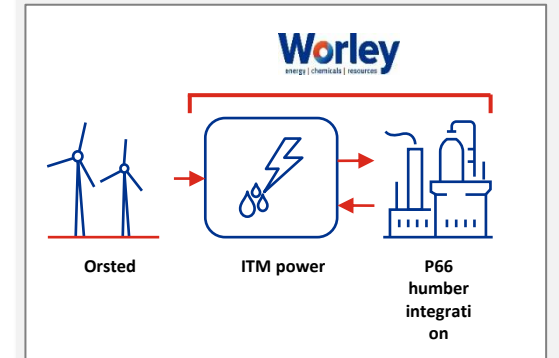 Worley
energy | chemicals | resources
Orsted
ITM power
P66
humber
integrati
on